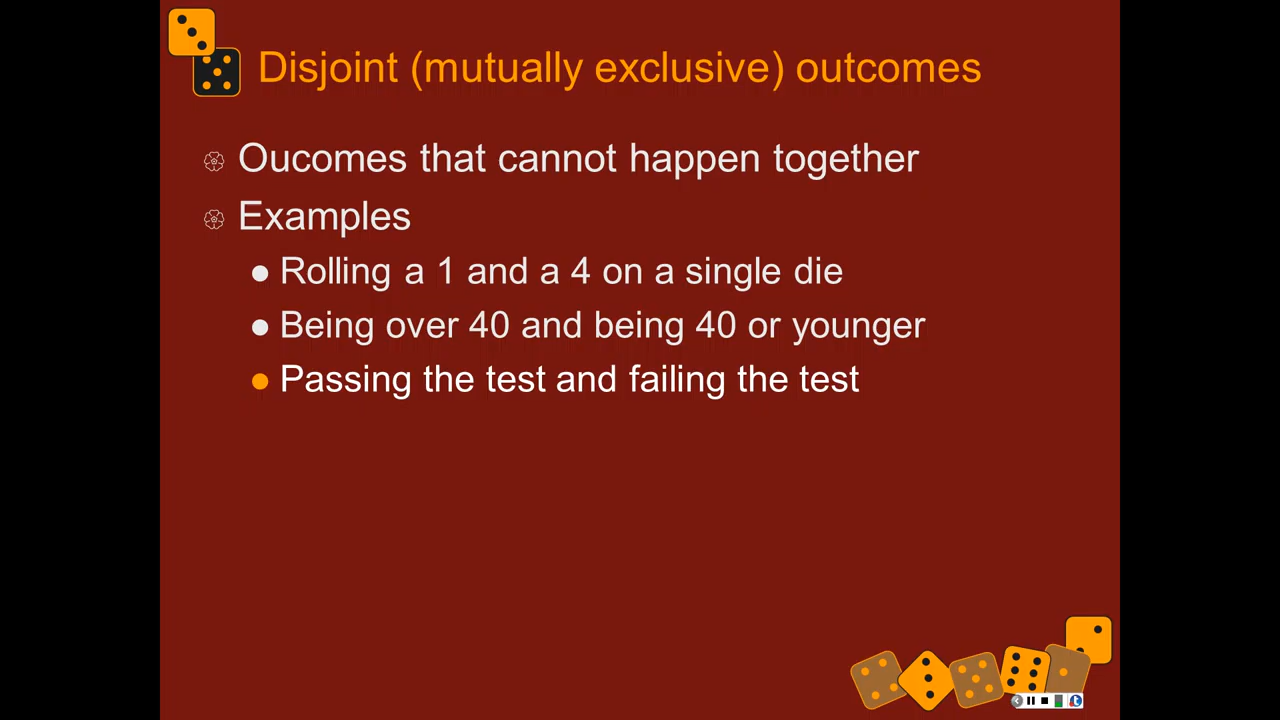 Disjoint (mutually exclusive) outcomes
Oucomes that cannot happen together
Examples
Rolling a 1 and a 4 on a single die
Being over 40 and being 40 or younger
Passing the test and failing the test